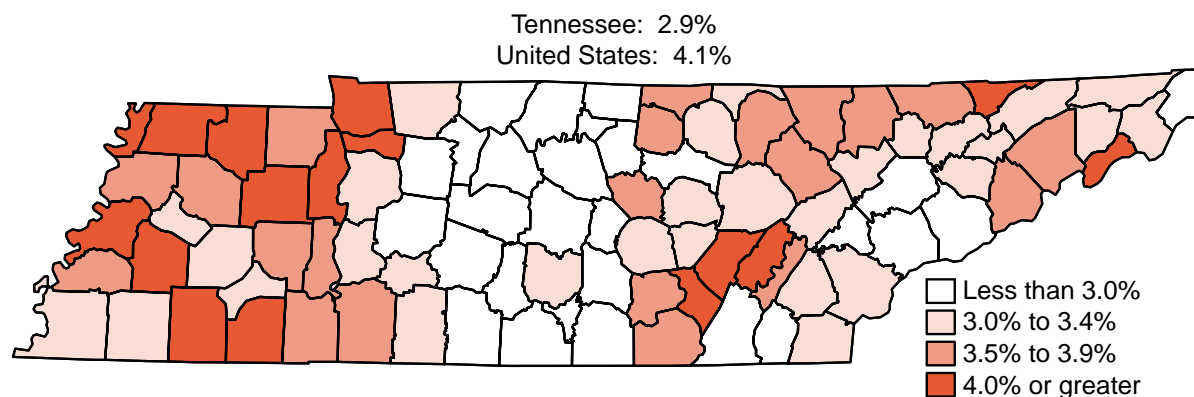 Tennessee: 2.9%
United States: 4.1%
Less than 3.0%
3.0% to 3.4%
3.5% to 3.9%
4.0% or greater